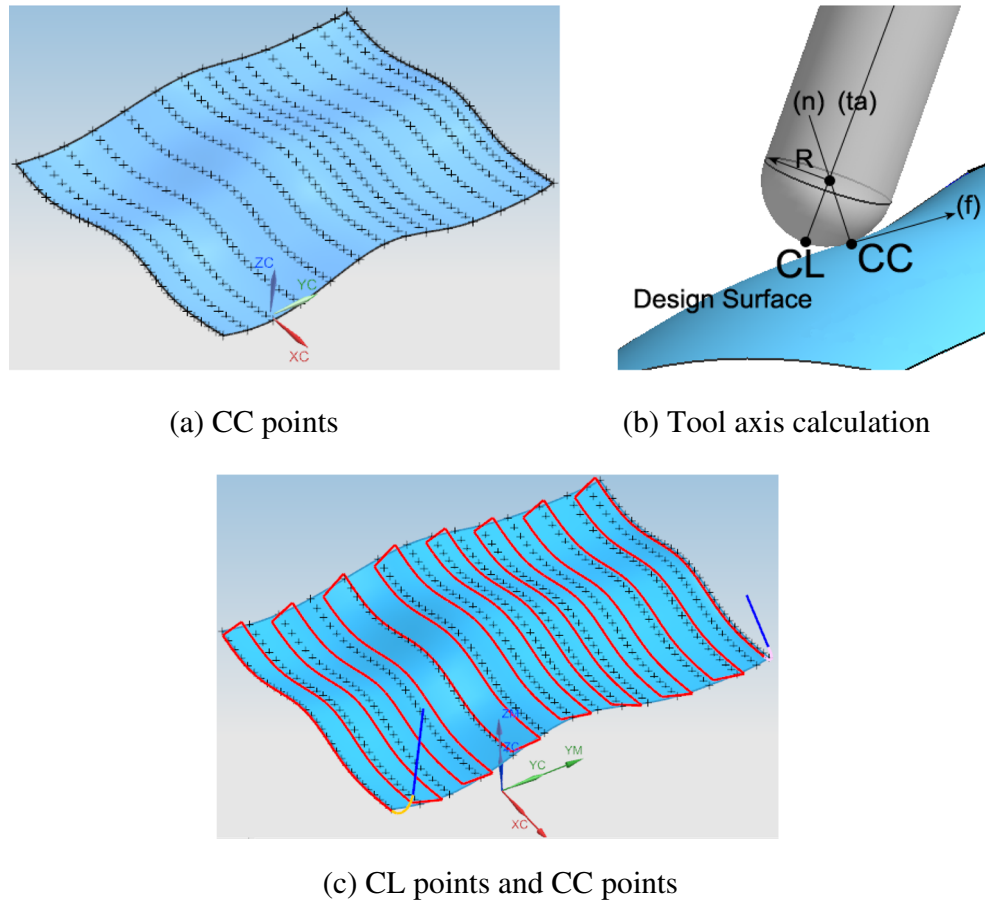 ZC
YC
XC
(n)
(ta)
R
(f)
CL
CC
Design Surface
(a) CC points
(b) Tool axis calculation
ZC
YC
YM
XC
(c) CL points and CC points